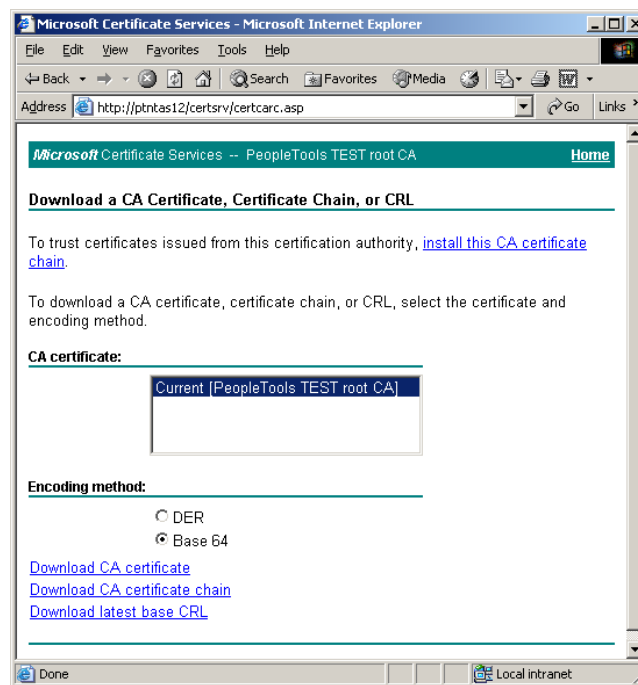 Microsoft Certificate Services - Microsoft Internet Explorer
File Edit View Favorites Tools Help
Back Search Favorites Media
Address http://ptntas12/certsrv/certcarc.asp Go Links
Microsoft Certificate Services -- PeopleTools TEST root CA Home
Download a CA Certificate, Certificate Chain, or CRL
To trust certificates issued from this certification authority, install this CA certificate
chain.
To download a CA certificate, certificate chain, or CRL, select the certificate and
encoding method.
CA certificate:
Current [PeopleTools TEST root CA]
Encoding method:
DER
Base 64
Download CA certificate
Download CA certificate chain
Download latest base CRL
Done Local intranet